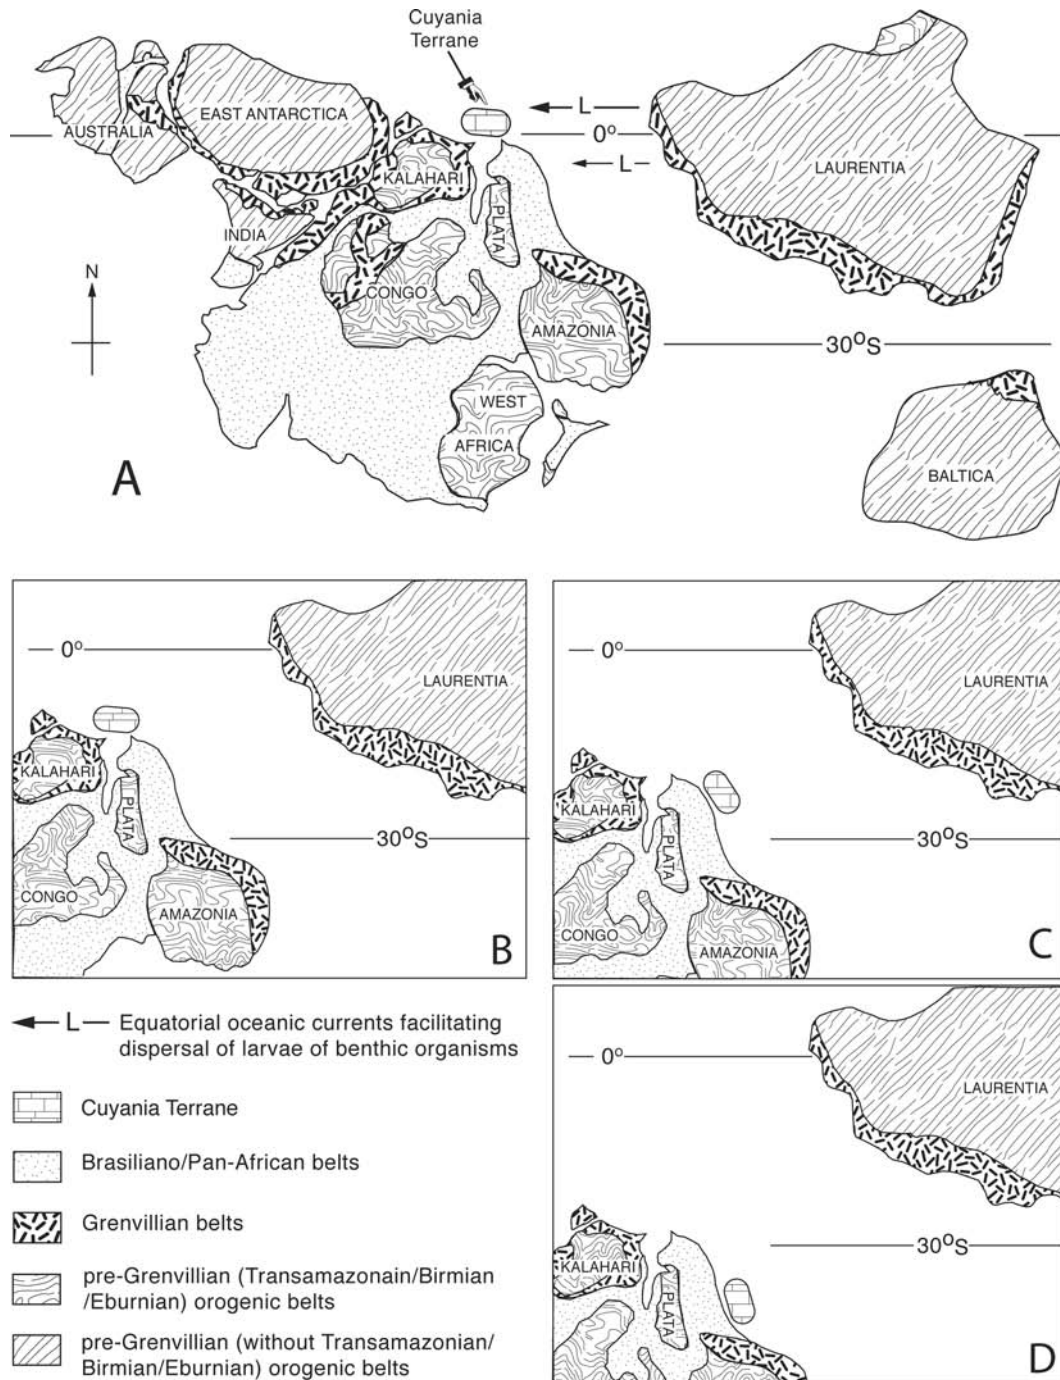 Cuyania
Terrane
L
0°
L
AUSTRALIA
EAST ANTARCTICA
KALAHARI
LAURENTIA
PLATA
INDIA
N
CONGO
AMAZONIA
30°S
WEST
AFRICA
BALTICA
A
0°
LAURENTIA
KALAHARI
PLATA
30°S
CONGO
AMAZONIA
B
0°
LAURENTIA
KALAHARI
PLATA
30°S
CONGO
AMAZONIA
C
L Equatorial oceanic currents facilitating
dispersal of larvae of benthic organisms
Cuyania Terrane
Brasiliano/Pan-African belts
Grenvillian belts
pre-Grenvillian (Transamazonain/Birmian
/Eburnian) orogenic belts
pre-Grenvillian (without Transamazonian/
Birmian/Eburnian) orogenic belts
0°
LAURENTIA
30°S
KALAHARI
PLATA
D